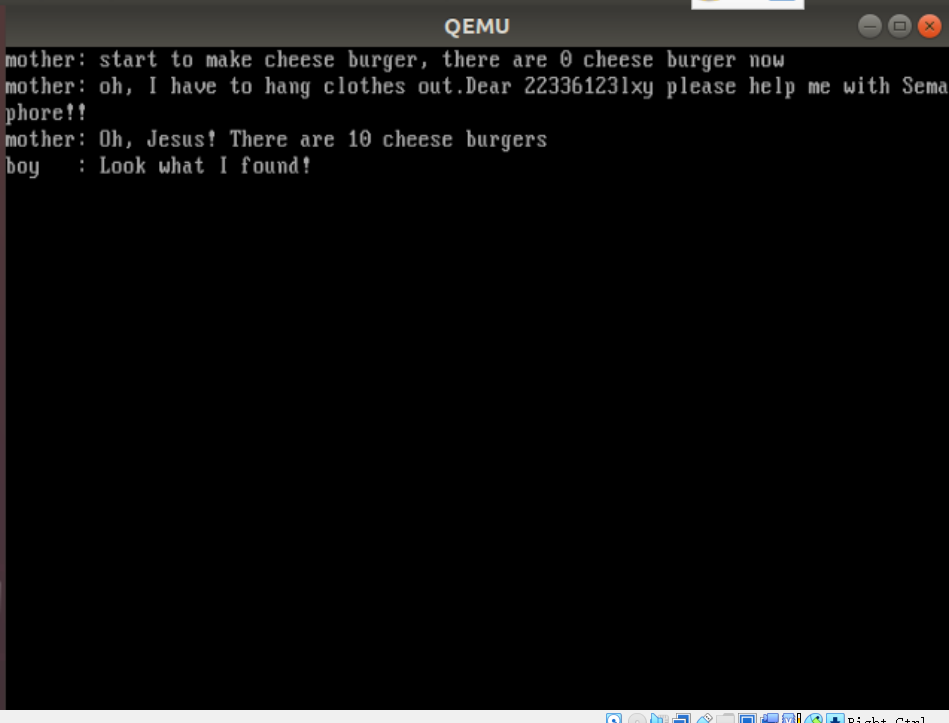 QEMU
mother: start to make cheese burger, there are 0 cheese burger now
mother: oh, I have to hang clothes out.Dear 22336123lxy please help me with Sema
phore!!
mother: Oh, Jesus! There are 10 cheese burgers
boy   : Look what I found!
Right Ctrl